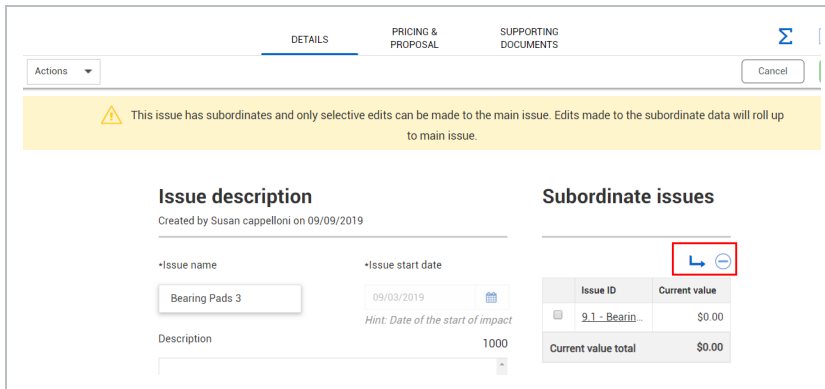 DETAILS
PRICING &
PROPOSAL
SUPPORTING
DOCUMENTS
Σ
Actions
Cancel
This issue has subordinates and only selective edits can be made to the main issue. Edits made to the subordinate data will roll up
to main issue.
Issue description
Created by Susan cappelloni on 09/09/2019
Subordinate issues
•Issue name
•Issue start date
Bearing Pads 3
09/03/2019
Hint: Date of the start of impact
Description
1000
Issue ID Current value
9.1 - Bearin... $0.00
Current value total $0.00